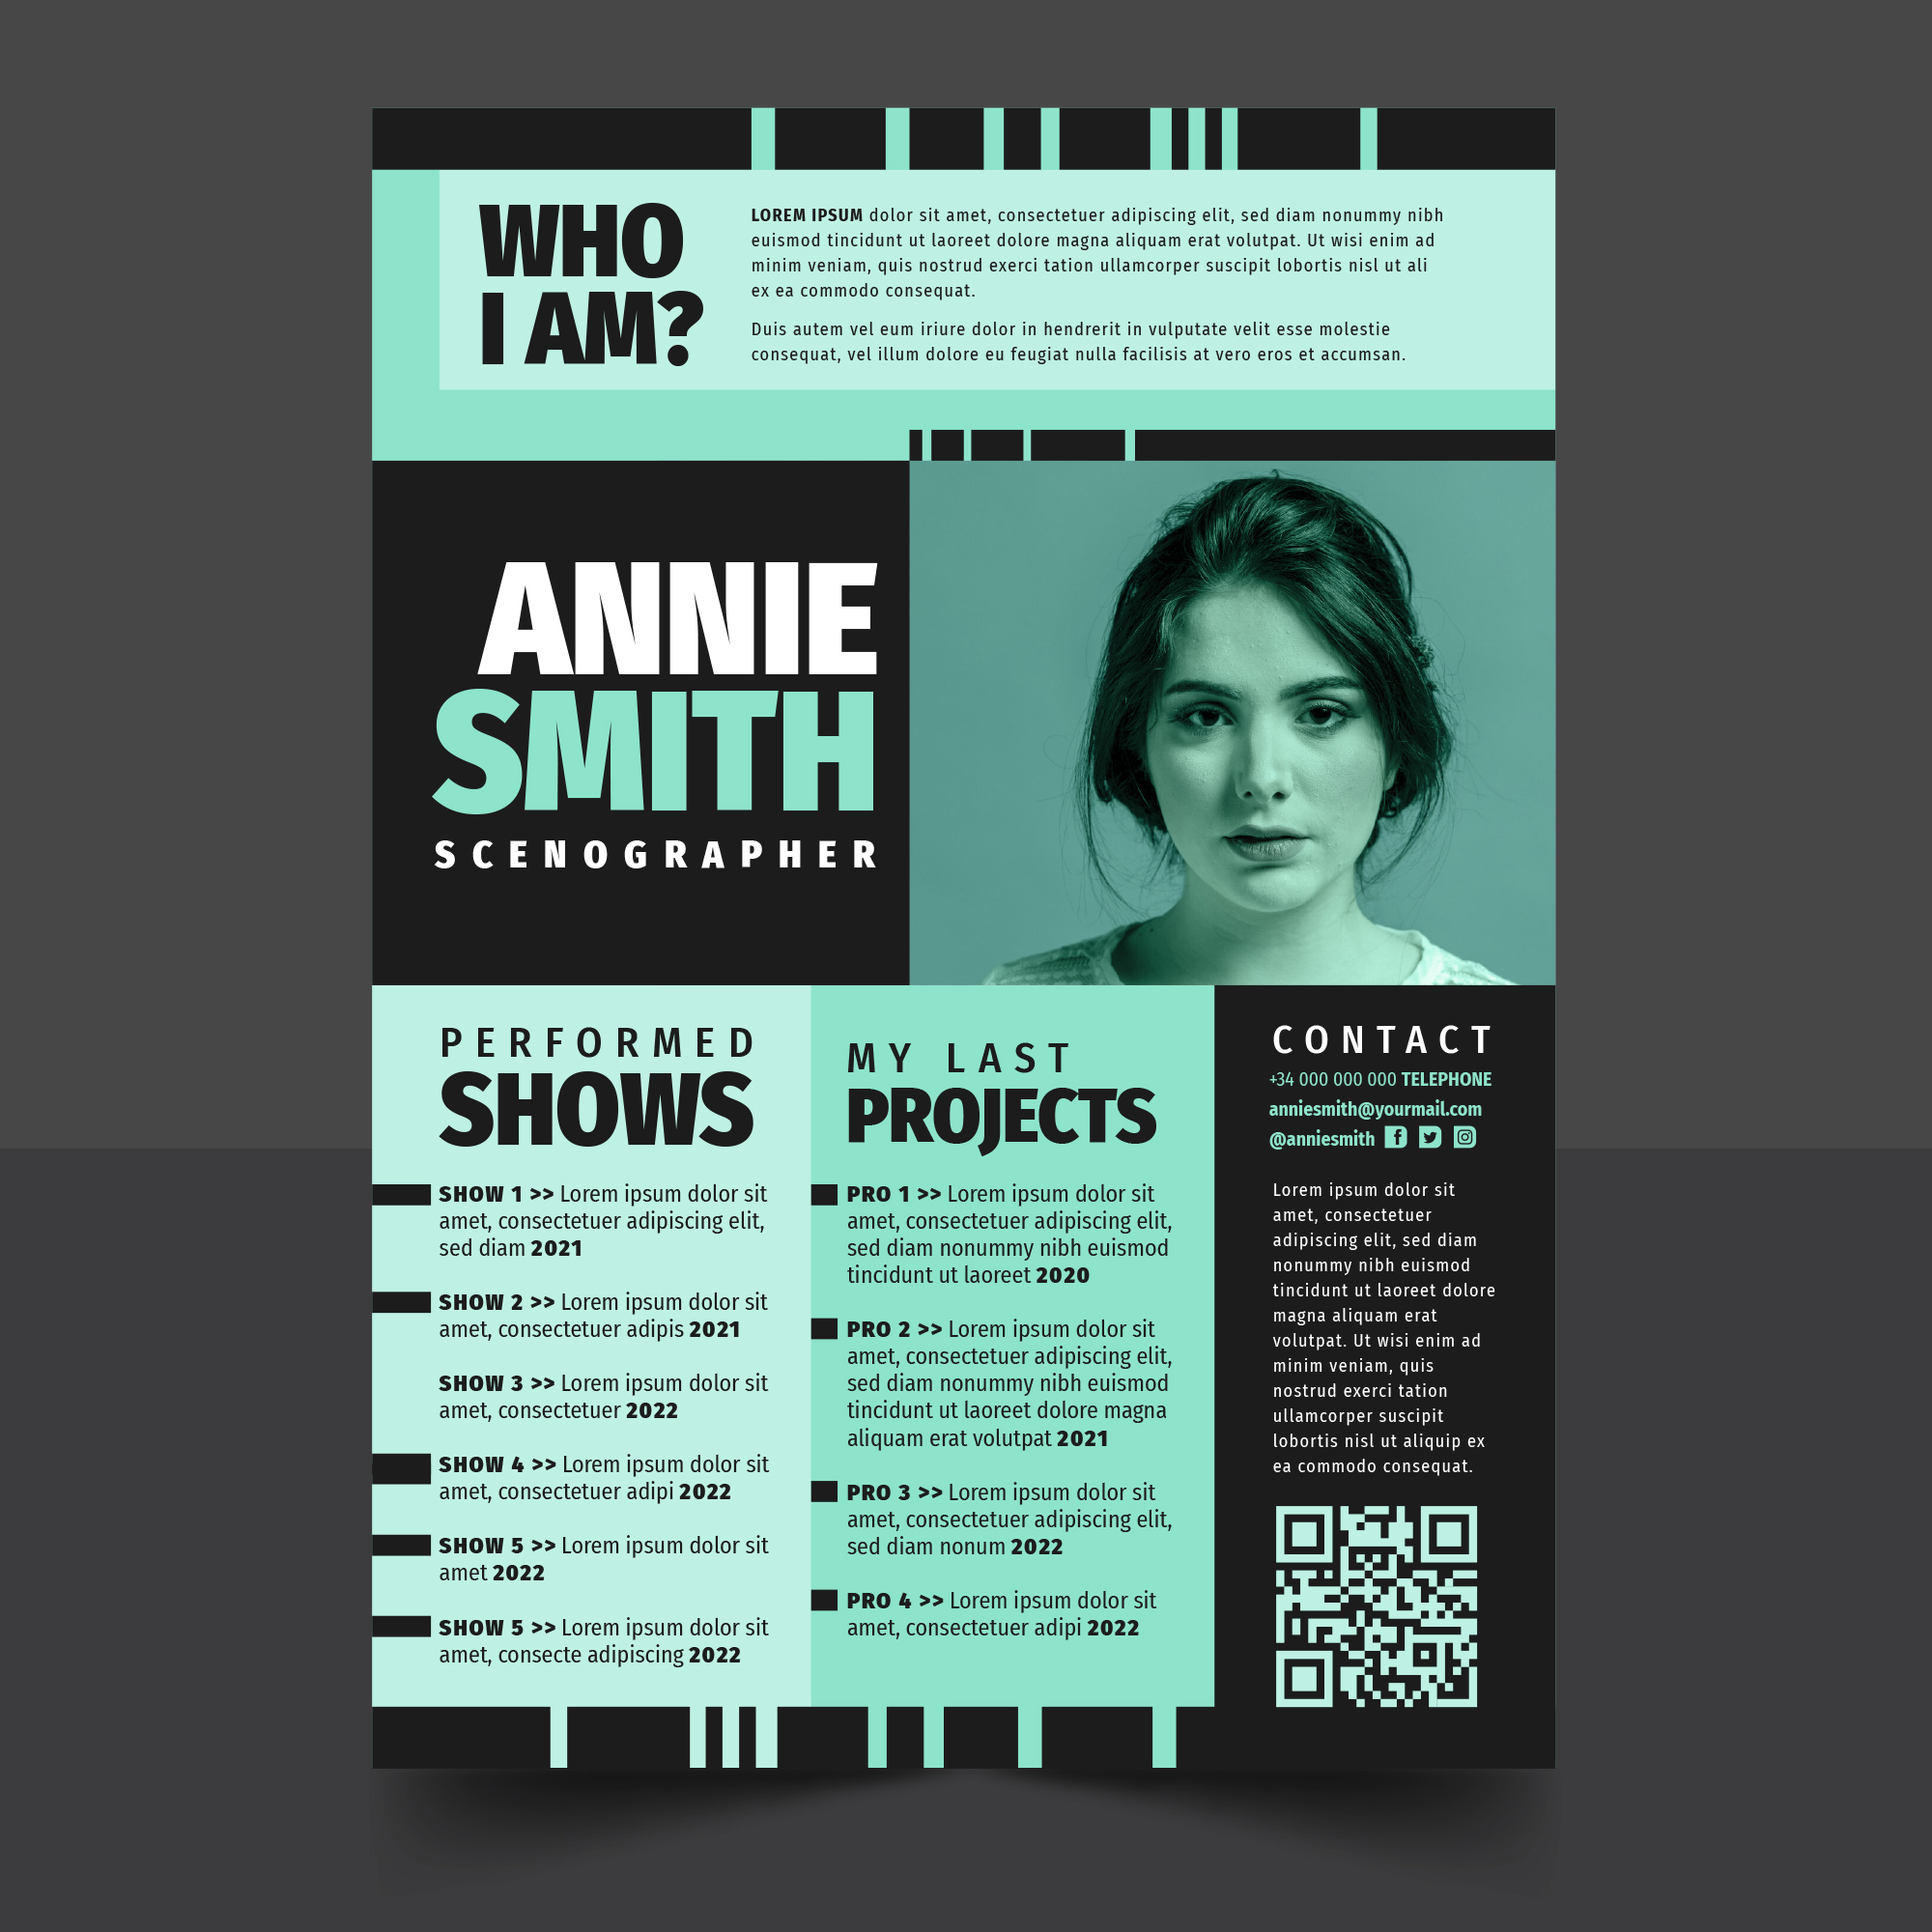 WHO
I AM?
LOREM IPSUM dolor sit amet, consectetuer adipiscing elit, sed diam nonummy nibh
euismod tincidunt ut laoreet dolore magna aliquam erat volutpat. Ut wisi enim ad
minim veniam, quis nostrud exerci tation ullamcorper suscipit lobortis nisl ut ali
ex ea commodo consequat.
Duis autem vel eum iriure dolor in hendrerit in vulputate velit esse molestie
consequat, vel illum dolore eu feugiat nulla facilisis at vero eros et accumsan.
ANNIE
SMITH
SCENOGRAPHER
PERFORMED
SHOWS
SHOW 1 >> Lorem ipsum dolor sit
amet, consectetuer adipiscing elit,
sed diam 2021
SHOW 2 >> Lorem ipsum dolor sit
amet, consectetuer adipis 2021
SHOW 3 >> Lorem ipsum dolor sit
amet, consectetuer 2022
SHOW 4 >> Lorem ipsum dolor sit
amet, consectetuer adipi 2022
SHOW 5 >> Lorem ipsum dolor sit
amet 2022
SHOW 5 >> Lorem ipsum dolor sit
amet, consecte adipiscing 2022
MY LAST
PROJECTS
PRO 1 >> Lorem ipsum dolor sit
amet, consectetuer adipiscing elit,
sed diam nonummy nibh euismod
tincidunt ut laoreet 2020
PRO 2 >> Lorem ipsum dolor sit
amet, consectetuer adipiscing elit,
sed diam nonummy nibh euismod
tincidunt ut laoreet dolore magna
aliquam erat volutpat 2021
PRO 3 >> Lorem ipsum dolor sit
amet, consectetuer adipiscing elit,
sed diam nonum 2022
PRO 4 >> Lorem ipsum dolor sit
amet, consectetuer adipi 2022
CONTACT
+34 000 000 000 TELEPHONE
anniesmith@yourmail.com
@anniesmith
Lorem ipsum dolor sit
amet, consectetuer
adipiscing elit, sed diam
nonummy nibh euismod
tincidunt ut laoreet dolore
magna aliquam erat
volutpat. Ut wisi enim ad
minim veniam, quis
nostrud exerci tation
ullamcorper suscipit
lobortis nisl ut aliquip ex
ea commodo consequat.